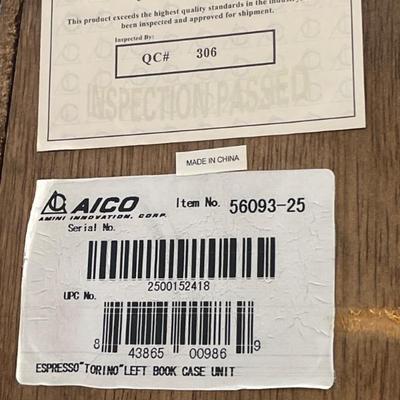 This product exceeds the highest quality standards in the industry,
been inspected and approved for shipment.
Inspected By:
QC# 306
INSPECTION PASSED
MADE IN CHINA
AICO Item No. 56093-25
AMINI INNOVATION, CORP.
Serial No.
2500152418
UPC No.
8 43865 00986 9
ESPRESSO"TORINO"LEFT BOOK CASE UNIT